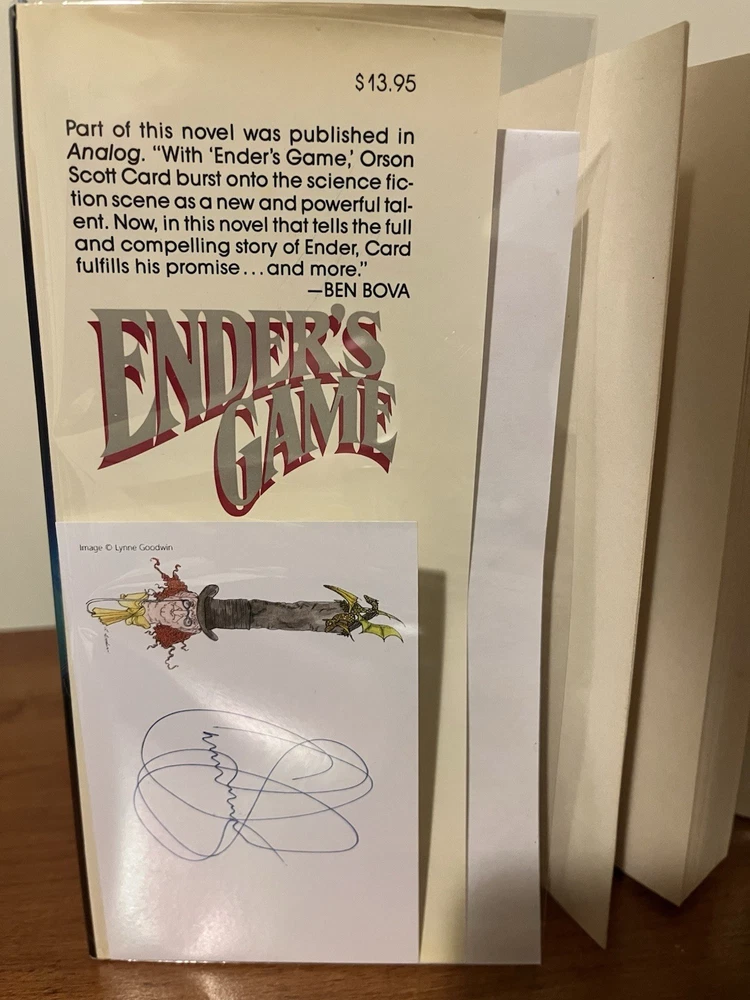 $13.95
Part of this novel was published in
Analog. “With ‘Ender’s Game,’ Orson
Scott Card burst onto the science fic-
tion scene as a new and powerful tal-
ent. Now, in this novel that tells the full
and compelling story of Ender, Card
fulfills his promise...and more.”
—BEN BOVA
ENDER’S
GAME
Image © Lynne Goodwin